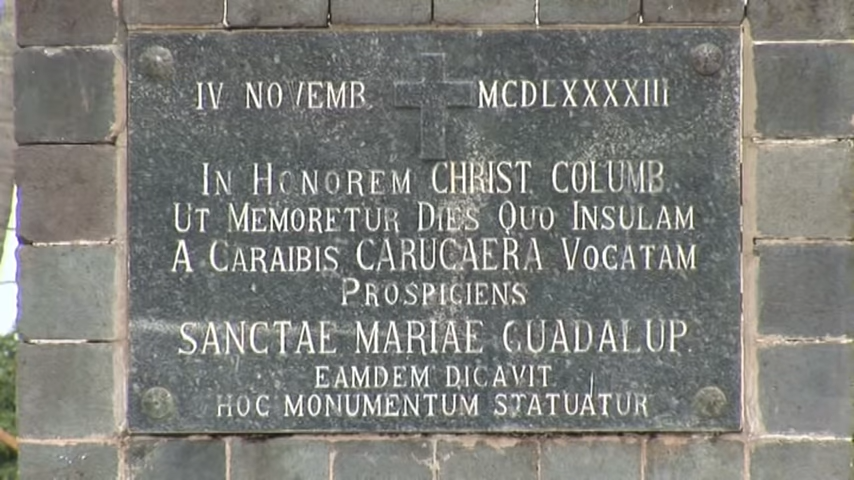 IV NOVEMB. MCDLXXXXIII
IN HONOREM CHRIST. COLUMB.
UT MEMORETUR DIES QUO INSULAM
A CARAIBIS CARUCAERA VOCATAM
PROSPICIENS
SANCTAE MARIAE GUADALUP.
EAMDEM DICAVIT
HOC MONUMENTUM STATUATUR